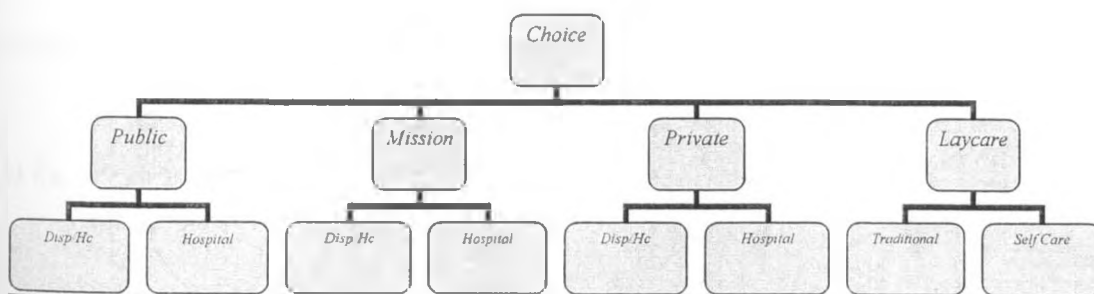 Choice
Public
Mission
Private
Laycare
Disp/Hc
Hospital
Disp Hc
Hospital
Disp/Hc
Hospital
Traditional
Self Care